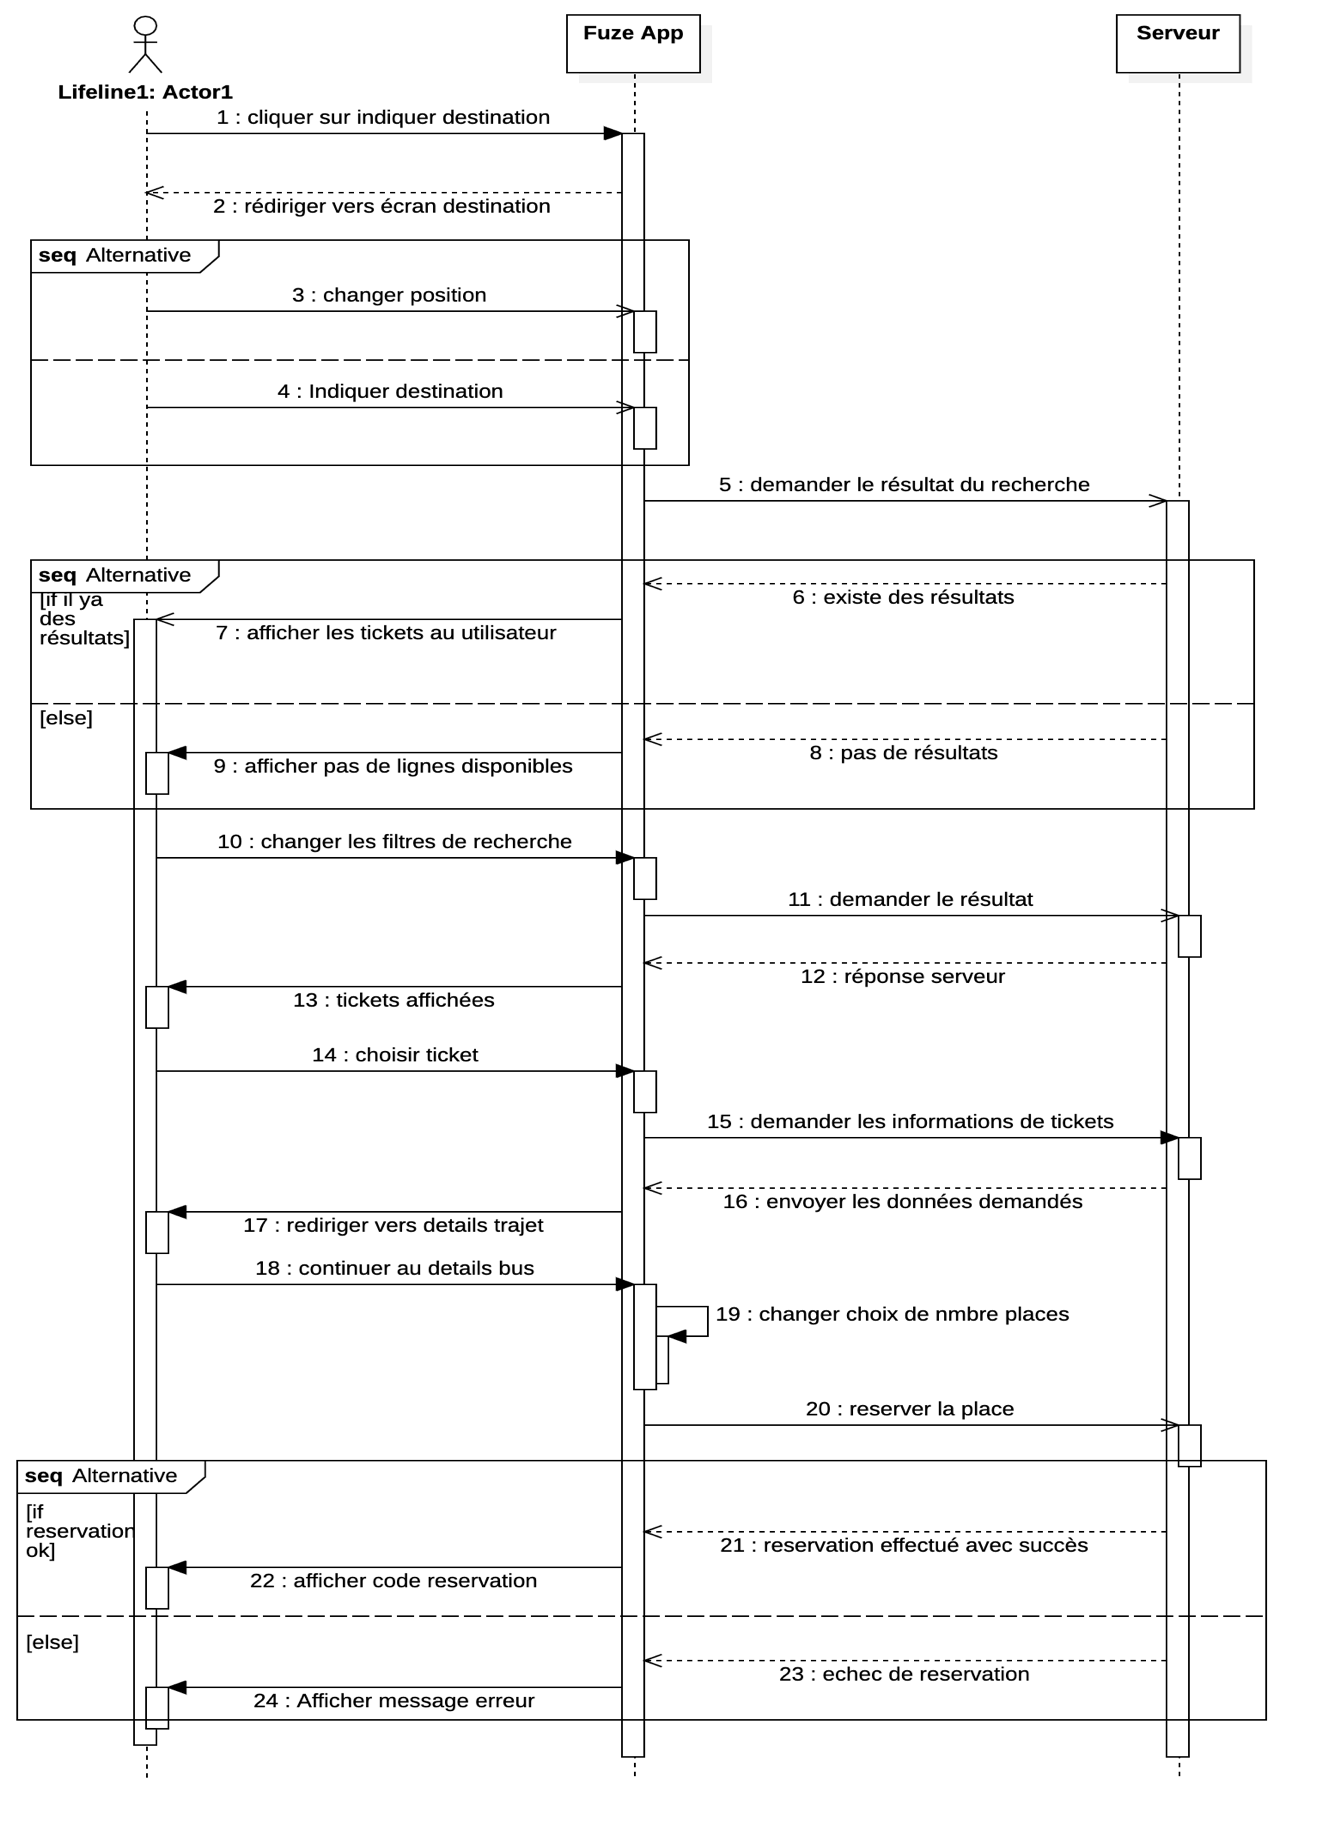 Fuze App
Serveur
Lifeline1: Actor1
1 : cliquer sur indiquer destination
2 : rédiriger vers écran destination
seq Alternative
3 : changer position
4 : Indiquer destination
5 : demander le résultat du recherche
seq Alternative
[if il ya
des
résultats]
6 : existe des résultats
7 : afficher les tickets au utilisateur
[else]
8 : pas de résultats
9 : afficher pas de lignes disponibles
10 : changer les filtres de recherche
11 : demander le résultat
12 : réponse serveur
13 : tickets affichées
14 : choisir ticket
15 : demander les informations de tickets
16 : envoyer les données demandés
17 : rediriger vers details trajet
18 : continuer au details bus
19 : changer choix de nmbre places
20 : reserver la place
seq Alternative
[if
reservation
ok]
21 : reservation effectué avec succès
22 : afficher code reservation
[else]
23 : echec de reservation
24 : Afficher message erreur